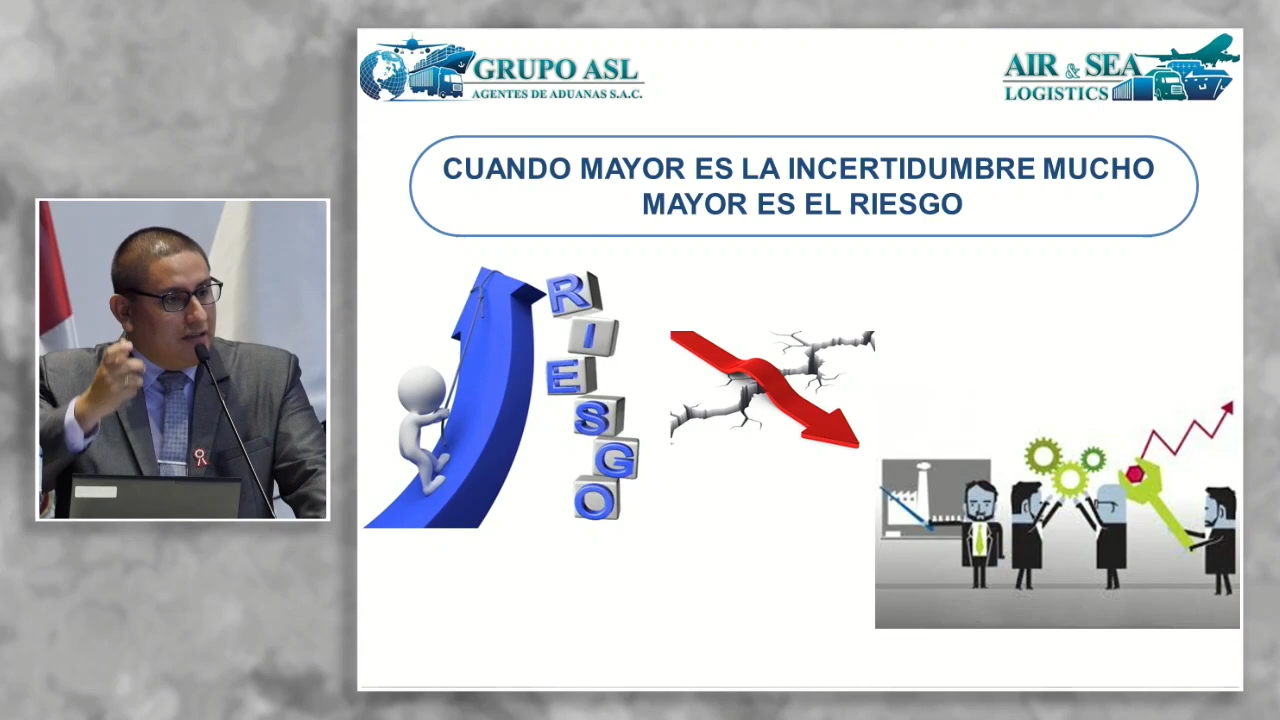 GRUPO ASL
AGENTES DE ADUANAS S.A.C.
AIR & SEA
LOGISTICS
CUANDO MAYOR ES LA INCERTIDUMBRE MUCHO
MAYOR ES EL RIESGO
RIESGO